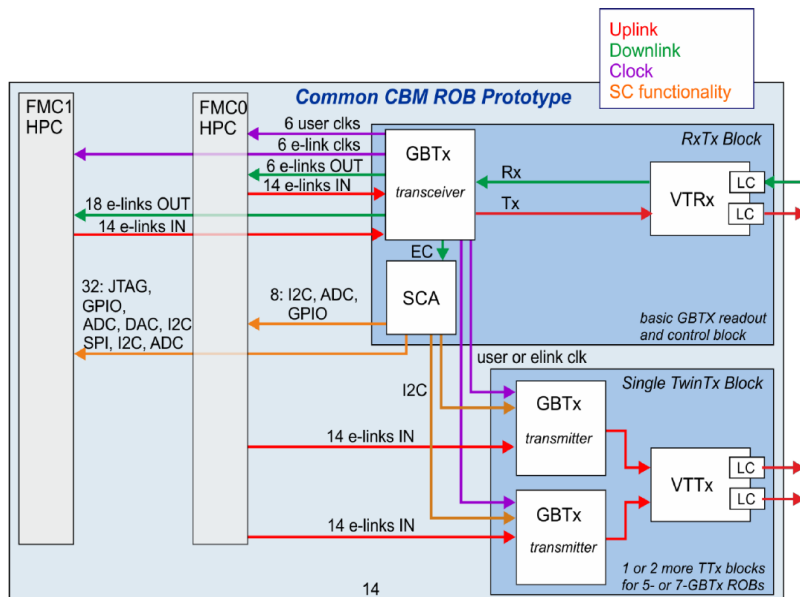 Uplink
Downlink
Clock
SC functionality
Common CBM ROB Prototype
FMC1
HPC
FMC0
HPC
6 user clks
6 e-link clks
6 e-links OUT
14 e-links IN
18 e-links OUT
14 e-links IN
GBTx
transceiver
RxTx Block
Rx
Tx
VTRx
LC
LC
EC
SCA
32: JTAG,
GPIO,
ADC, DAC, I2C
SPI, I2C, ADC
8: I2C, ADC,
GPIO
basic GBTX readout
and control block
user or elink clk
I2C
Single TwinTx Block
GBTx
transmitter
14 e-links IN
VTTx
LC
LC
GBTx
transmitter
14 e-links IN
1 or 2 more TTx blocks
for 5- or 7-GBTx ROBs
14